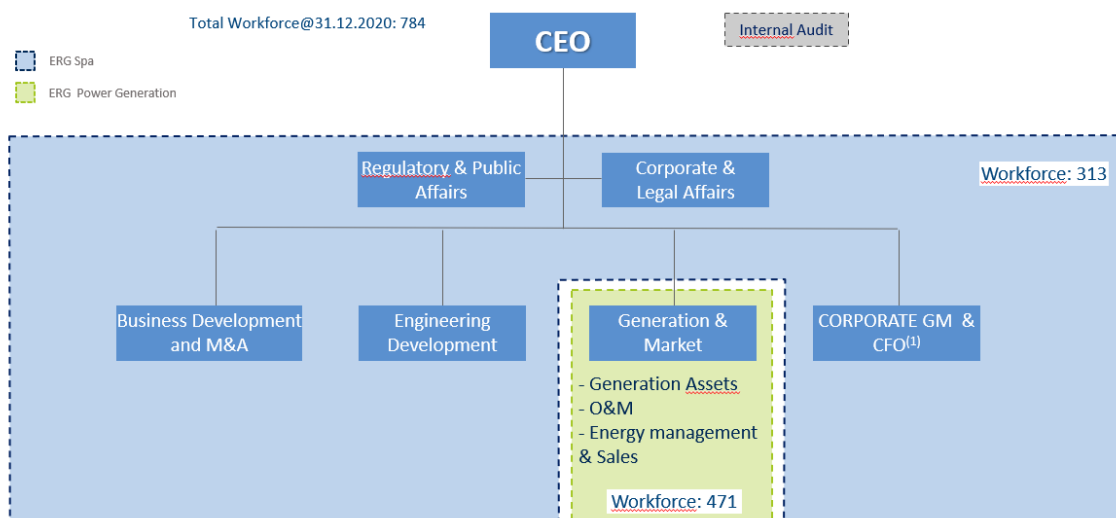 Total Workforce@31.12.2020: 784
CEO
Internal Audit
ERG Spa
ERG Power Generation
Regulatory & Public
Affairs
Corporate &
Legal Affairs
Workforce: 313
Business Development
and M&A
Engineering
Development
Generation &
Market
CORPORATE GM &
CFO(1)
- Generation Assets
- O&M
- Energy management
& Sales
Workforce: 471